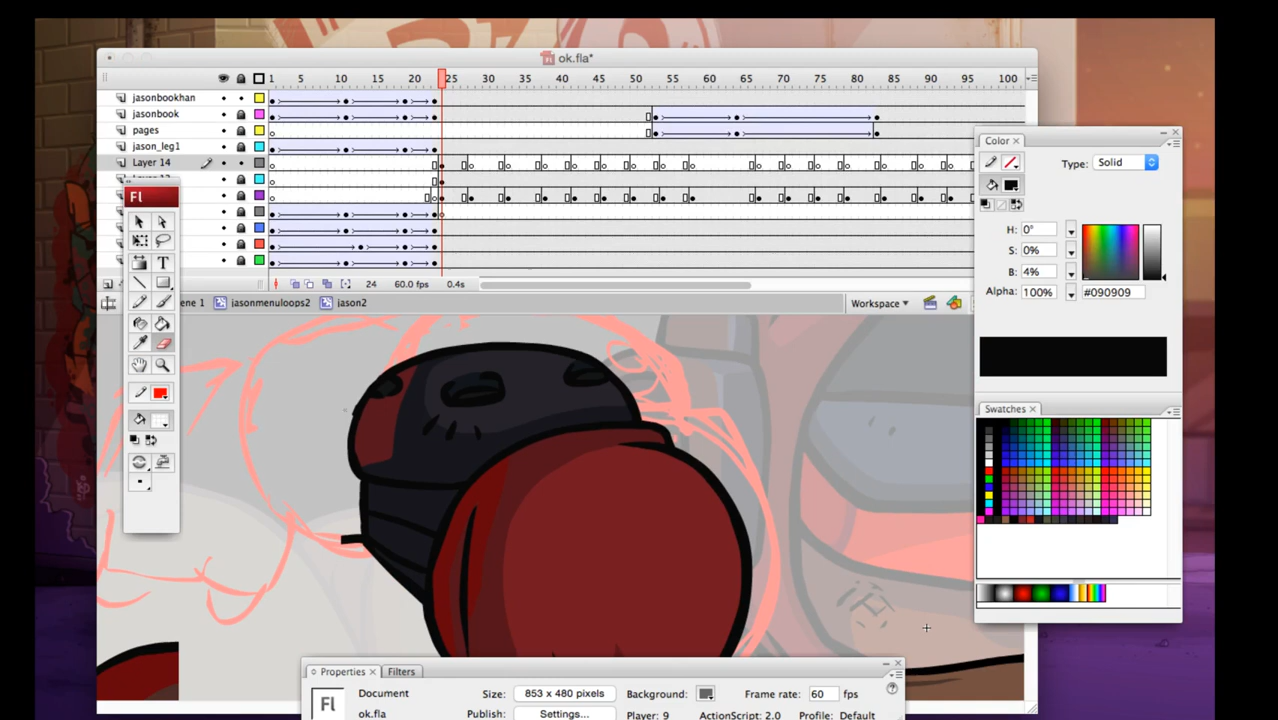 ok.fla*
1 5 10 15 20 25 30 35 40 45 50 55 60 65 70 75 80 85 90 95 100
jasonbookhan
jasonbook
pages
jason_leg1
Layer 14
Fl
T
24 60.0 fps 0.4s
ene 1 jasonmenuloops2 jason2 Workspace
Color
Type: Solid
H: 0°
S: 0%
B: 4%
Alpha: 100% #090909
Swatches
Properties Filters
Fl Document Size: 853 x 480 pixels Background: Frame rate: 60 fps
ok.fla Publish: Settings... Player: 9 ActionScript: 2.0 Profile: Default